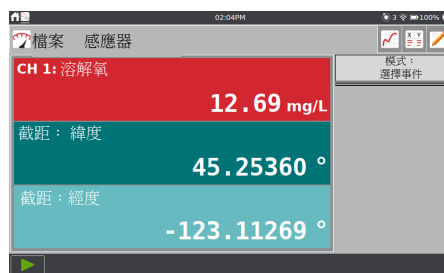 02:04PM
3
100%
檔案 感應器
X Y
CH 1: 溶解氧
12.69 mg/L
截距： 緯度
45.25360 °
截距：經度
-123.11269 °
模式：
選擇事件